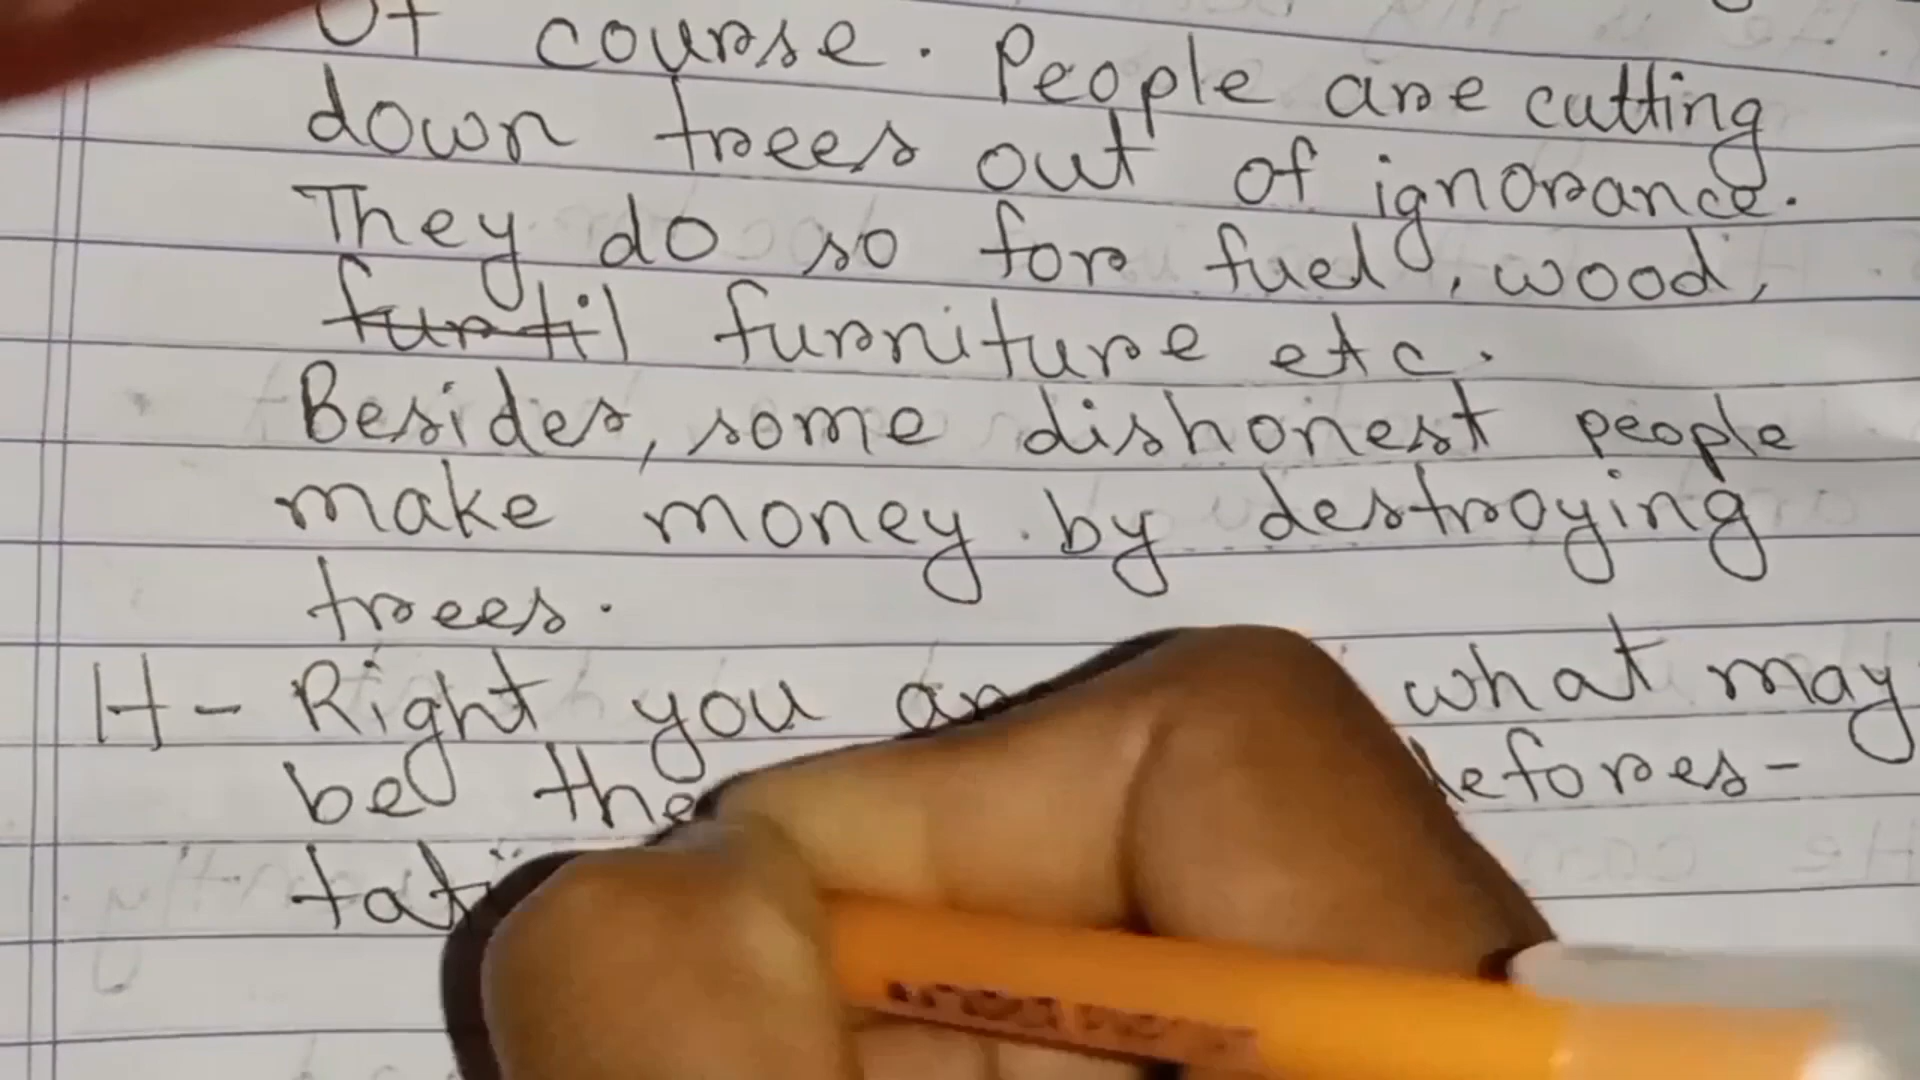 Of course. People are cutting
down trees out of ignorance.
They do so for fuel, wood,
furtil furniture etc.
Besides, some dishonest people
make money by destroying
trees.
H- Right you what may
be the defores-